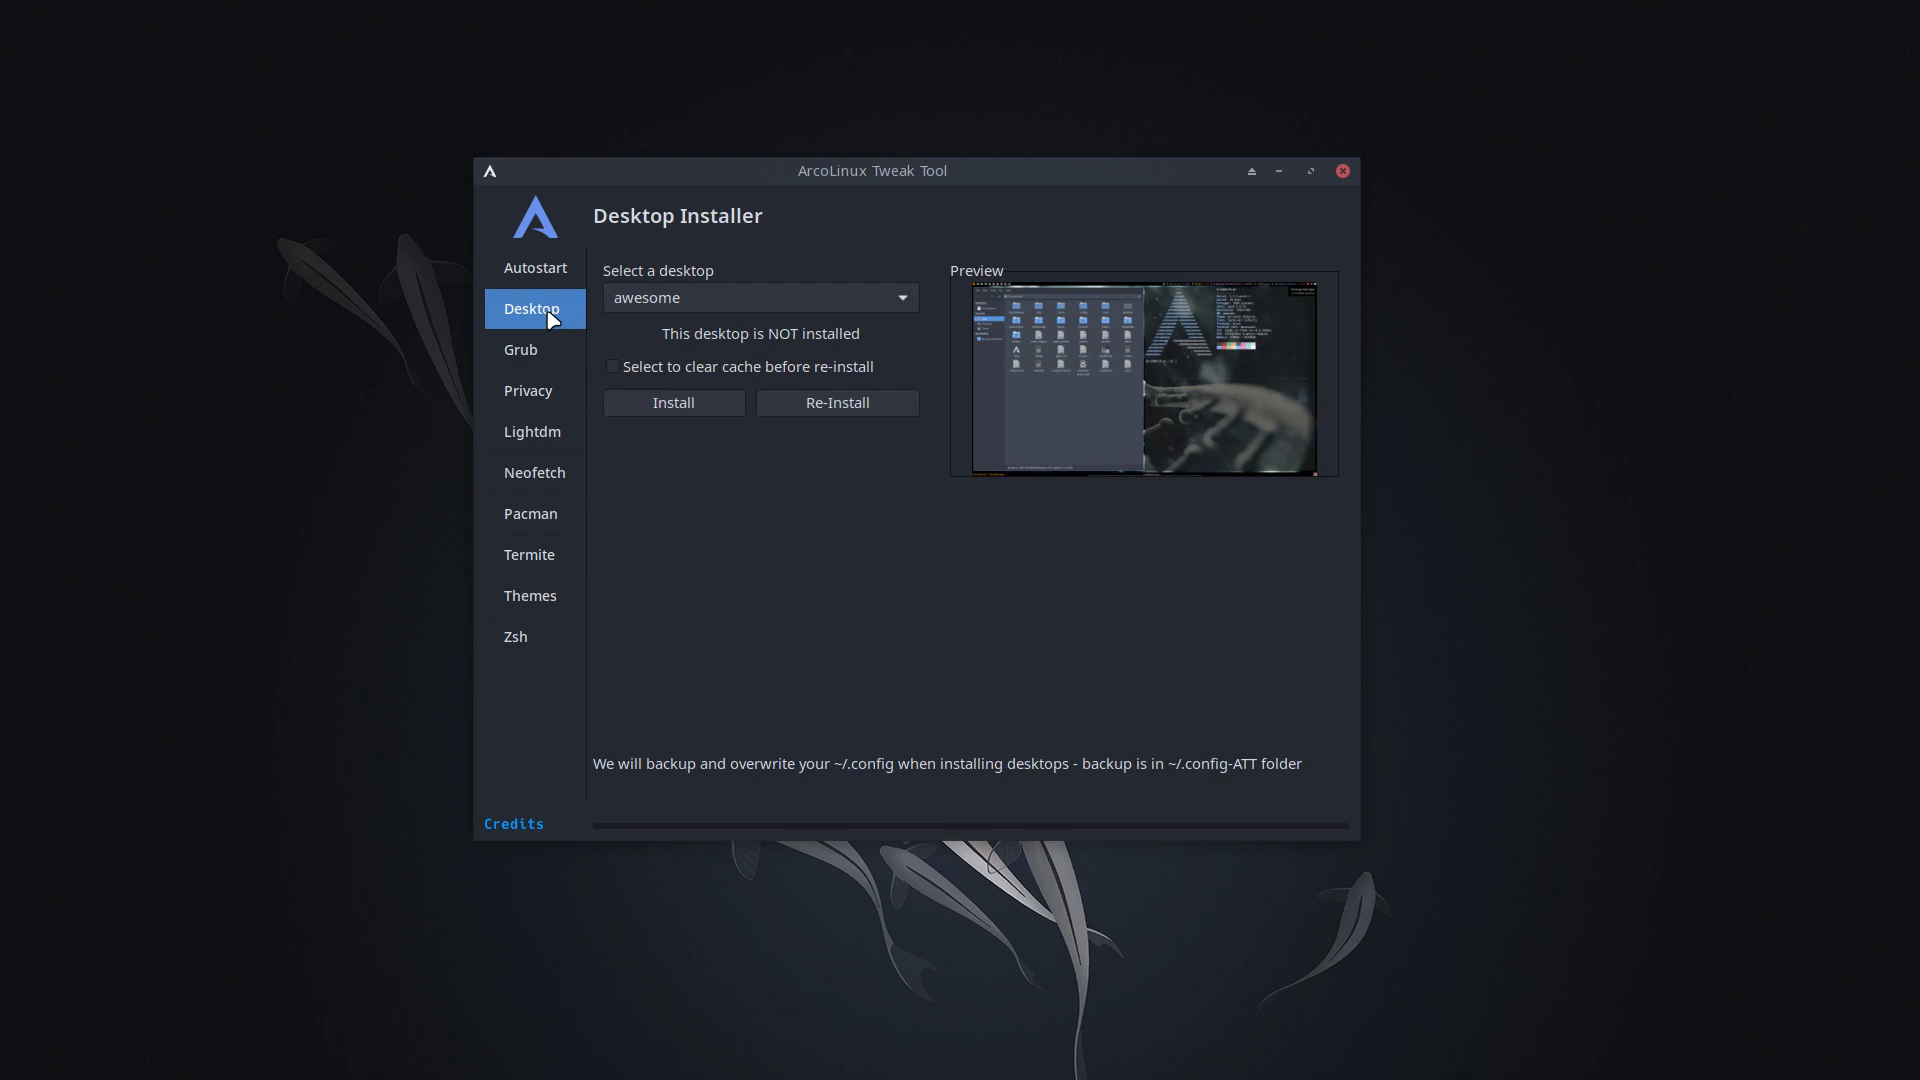 ArcoLinux Tweak Tool
Desktop Installer
Autostart
Desktop
Grub
Privacy
Lightdm
Neofetch
Pacman
Termite
Themes
Zsh
Select a desktop
awesome
This desktop is NOT installed
Select to clear cache before re-install
Install
Re-Install
Preview
We will backup and overwrite your ~/.config when installing desktops - backup is in ~/.config-ATT folder
Credits